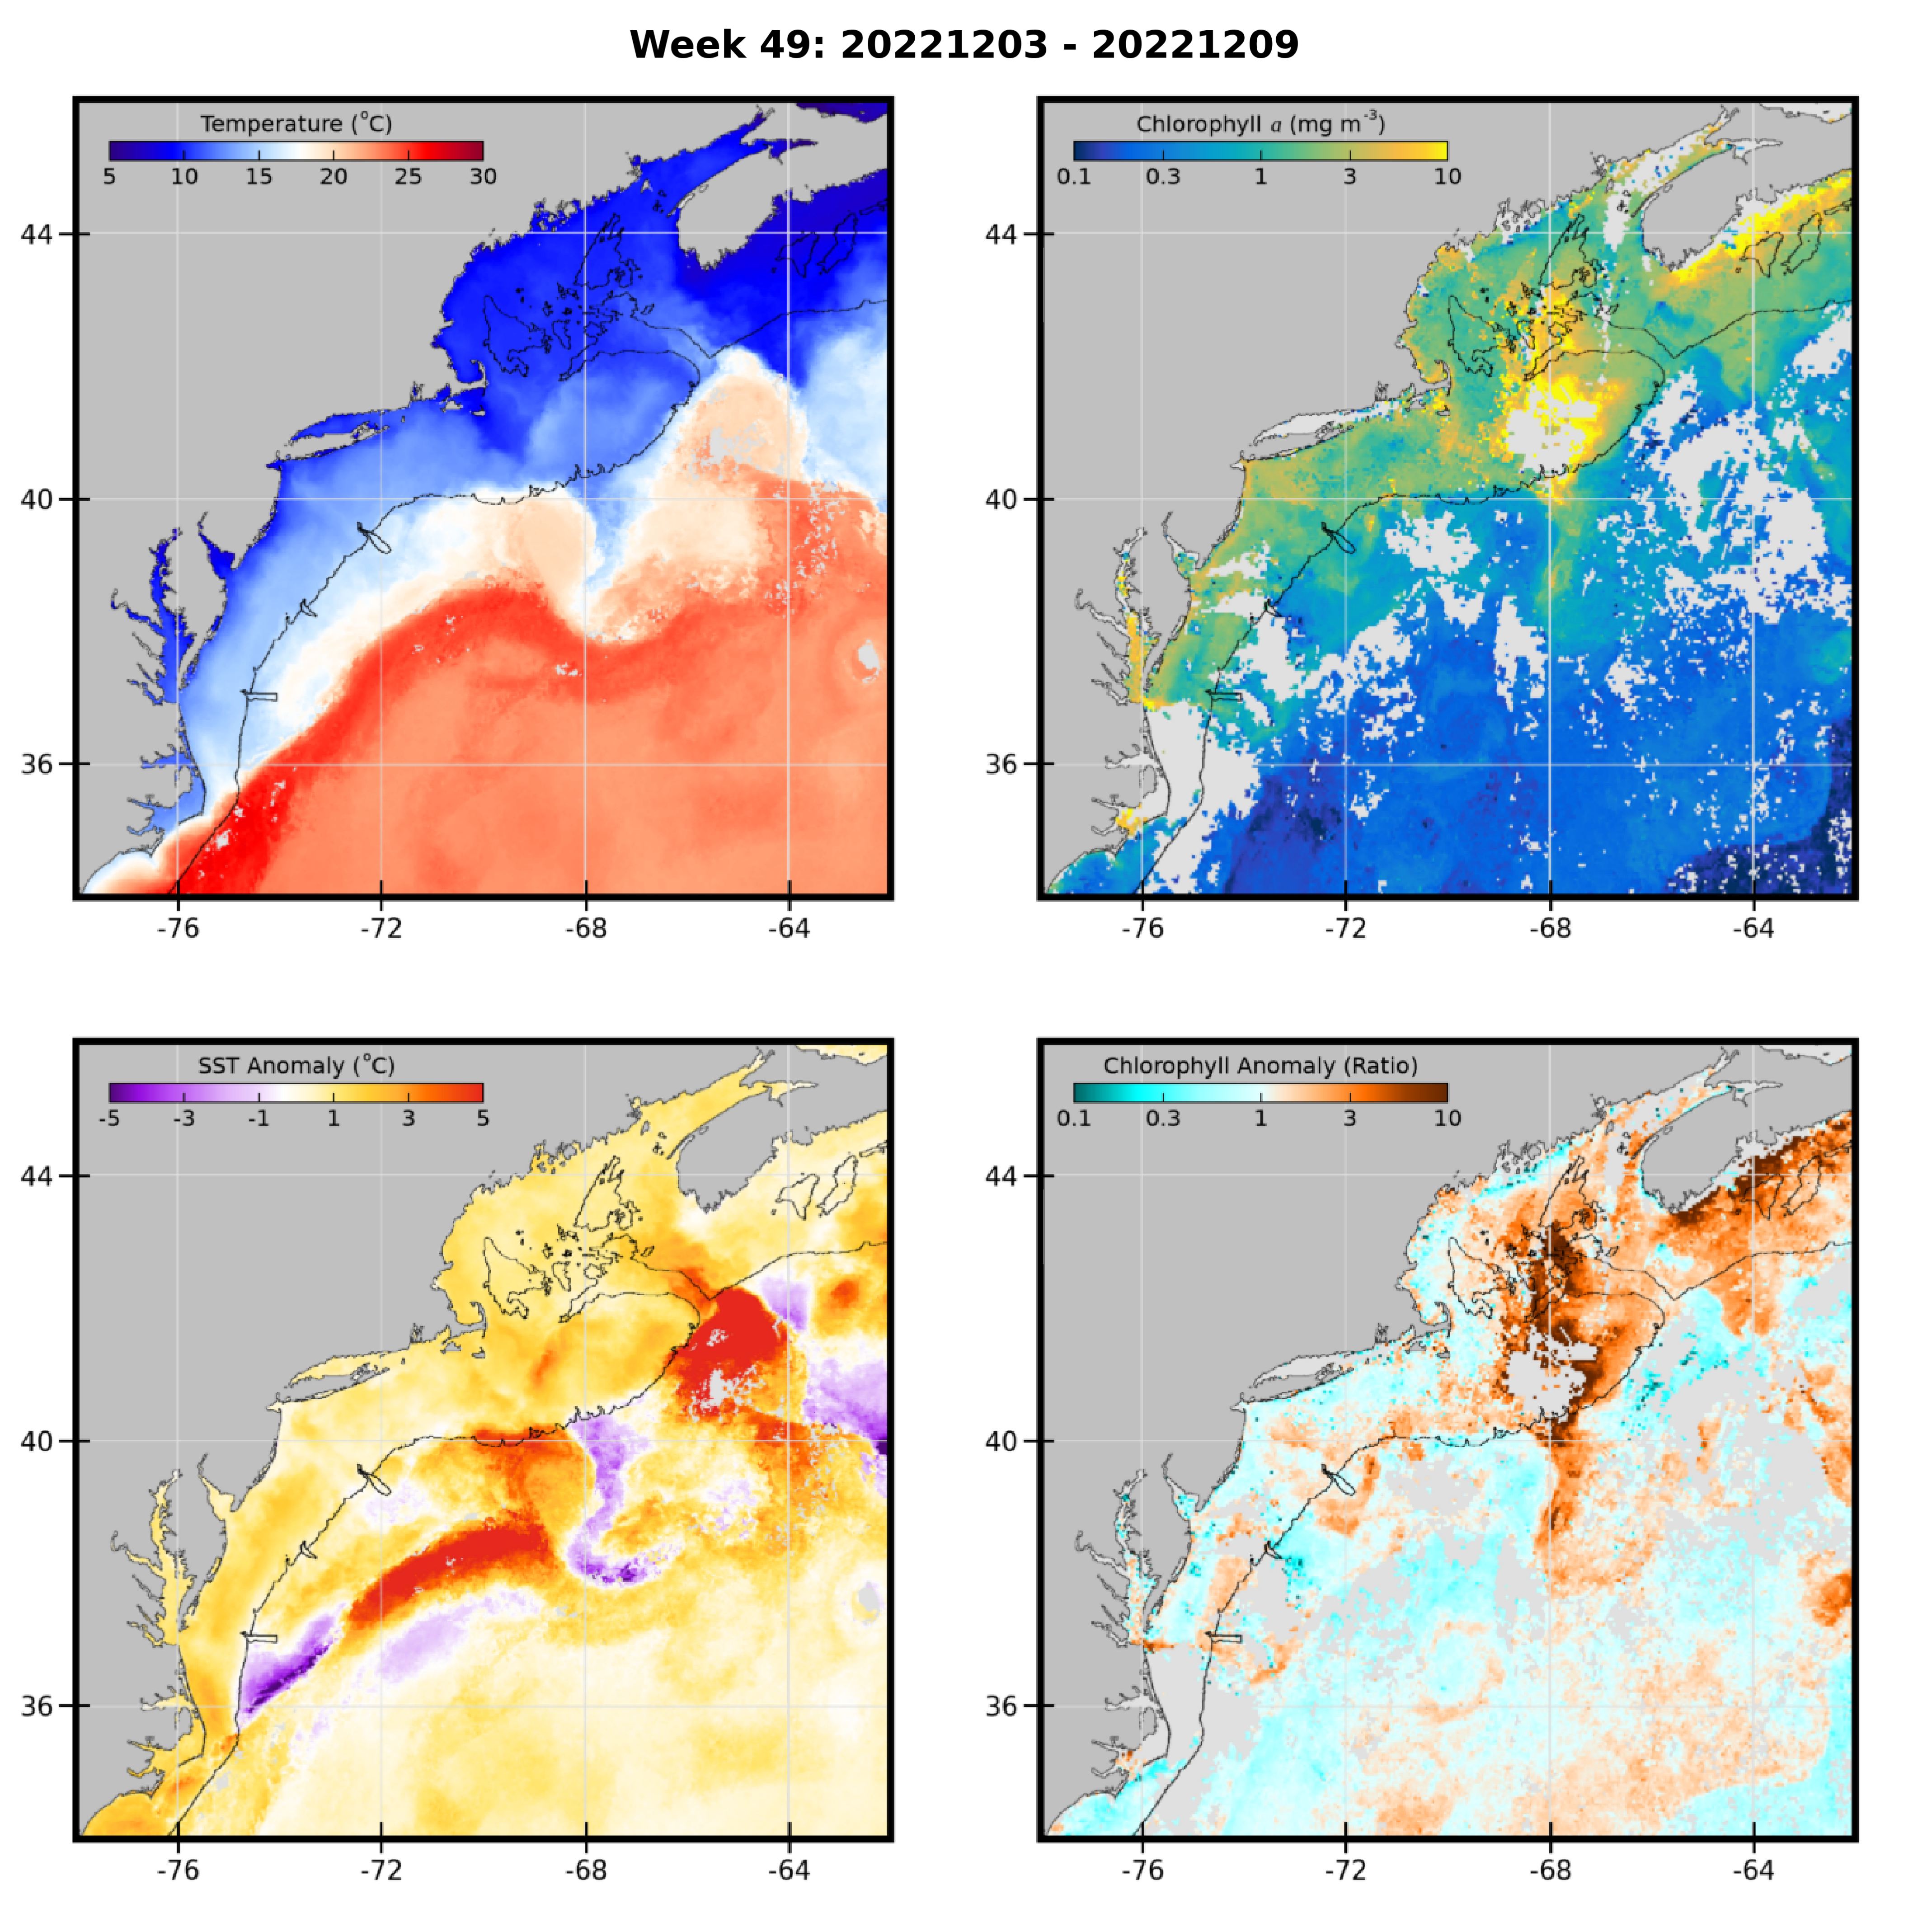 Week 49: 20221203 - 20221209
Temperature (°C)
5 10 15 20 25 30
44
40
36
-76 -72 -68 -64
Chlorophyll a (mg m⁻³)
0.1 0.3 1 3 10
44
40
36
-76 -72 -68 -64
SST Anomaly (°C)
-5 -3 -1 1 3 5
44
40
36
-76 -72 -68 -64
Chlorophyll Anomaly (Ratio)
0.1 0.3 1 3 10
44
40
36
-76 -72 -68 -64